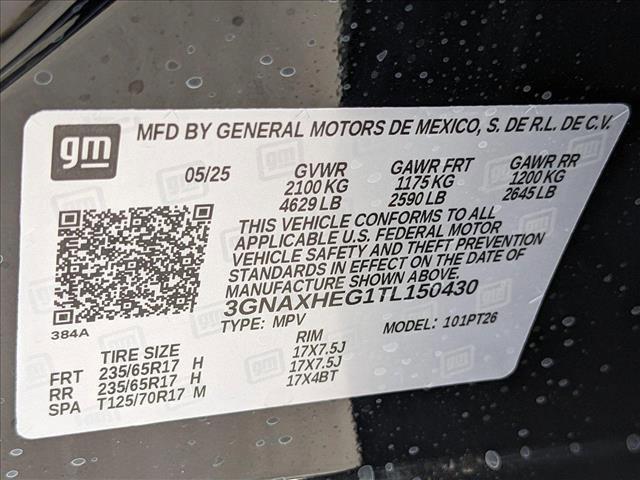 gm
MFD BY GENERAL MOTORS DE MEXICO, S. DE R.L. DE C.V.
05/25 GVWR GAWR FRT GAWR RR
2100 KG 1175 KG 1200 KG
4629 LB 2590 LB 2645 LB
THIS VEHICLE CONFORMS TO ALL
APPLICABLE U.S. FEDERAL MOTOR
VEHICLE SAFETY AND THEFT PREVENTION
STANDARDS IN EFFECT ON THE DATE OF
MANUFACTURE SHOWN ABOVE.
3GNAXHEG1TL150430
TYPE: MPV MODEL: 101PT26
384A
TIRE SIZE RIM
FRT 235/65R17 H 17X7.5J
RR 235/65R17 H 17X7.5J
SPA T125/70R17 M 17X4BT